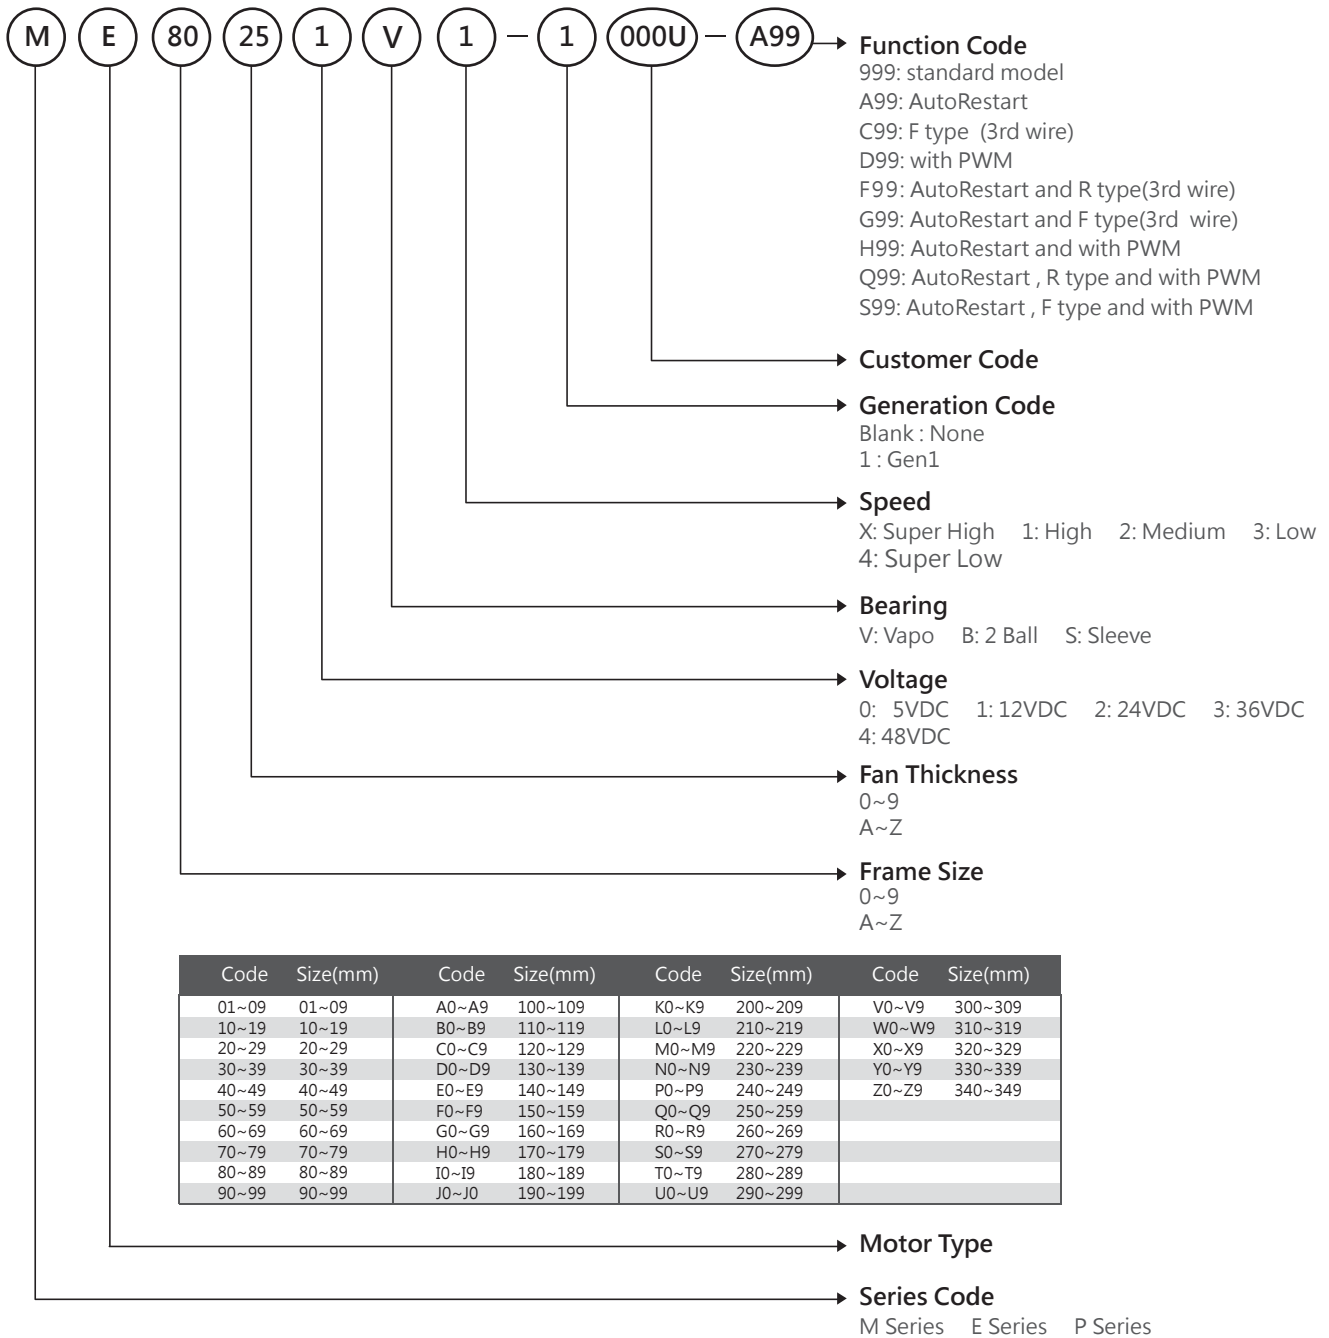 M E 80 25 1 V 1 – 1 000U – A99
Function Code
999: standard model
A99: AutoRestart
C99: F type (3rd wire)
D99: with PWM
F99: AutoRestart and R type(3rd wire)
G99: AutoRestart and F type(3rd wire)
H99: AutoRestart and with PWM
Q99: AutoRestart , R type and with PWM
S99: AutoRestart , F type and with PWM
Customer Code
Generation Code
Blank : None
1 : Gen1
Speed
X: Super High 1: High 2: Medium 3: Low
4: Super Low
Bearing
V: Vapo B: 2 Ball S: Sleeve
Voltage
0: 5VDC 1: 12VDC 2: 24VDC 3: 36VDC
4: 48VDC
Fan Thickness
0~9
A~Z
Frame Size
0~9
A~Z
Code Size(mm) Code Size(mm) Code Size(mm) Code Size(mm)
01~09 01~09 A0~A9 100~109 K0~K9 200~209 V0~V9 300~309
10~19 10~19 B0~B9 110~119 L0~L9 210~219 W0~W9 310~319
20~29 20~29 C0~C9 120~129 M0~M9 220~229 X0~X9 320~329
30~39 30~39 D0~D9 130~139 N0~N9 230~239 Y0~Y9 330~339
40~49 40~49 E0~E9 140~149 P0~P9 240~249 Z0~Z9 340~349
50~59 50~59 F0~F9 150~159 Q0~Q9 250~259
60~69 60~69 G0~G9 160~169 R0~R9 260~269
70~79 70~79 H0~H9 170~179 S0~S9 270~279
80~89 80~89 I0~I9 180~189 T0~T9 280~289
90~99 90~99 J0~J0 190~199 U0~U9 290~299
Motor Type
Series Code
M Series E Series P Series